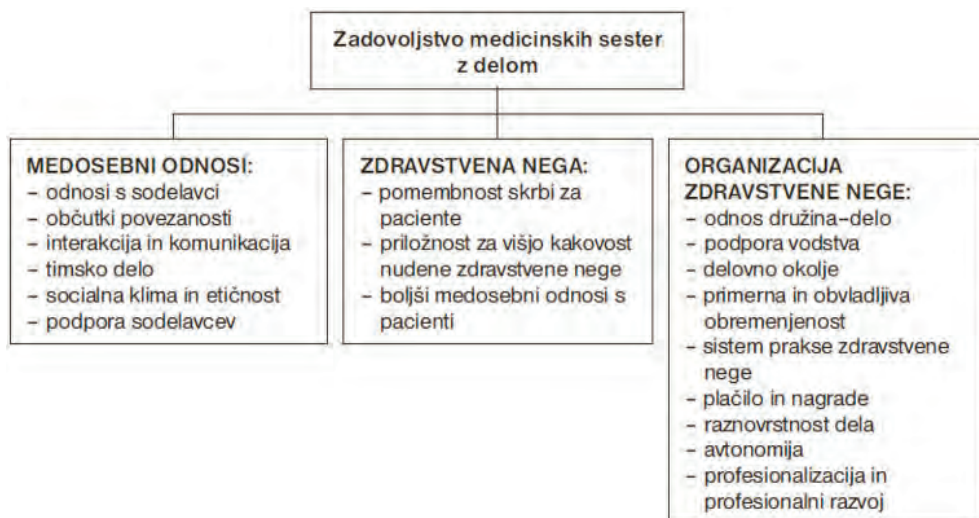 Zadovoljstvo medicinskih sester
z delom
MEDOSEBNI ODNOSI:
– odnosi s sodelavci
– občutki povezanosti
– interakcija in komunikacija
– timsko delo
– socialna klima in etičnost
– podpora sodelavcev
ZDRAVSTVENA NEGA:
– pomembnost skrbi za
paciente
– priložnost za višjo kakovost
nudene zdravstvene nege
– boljši medosebni odnosi s
pacienti
ORGANIZACIJA
ZDRAVSTVENE NEGE:
– odnos družina–delo
– podpora vodstva
– delovno okolje
– primerna in obvladljiva
obremenjenost
– sistem prakse zdravstvene
nege
– plačilo in nagrade
– raznovrstnost dela
– avtonomija
– profesionalizacija in
profesionalni razvoj